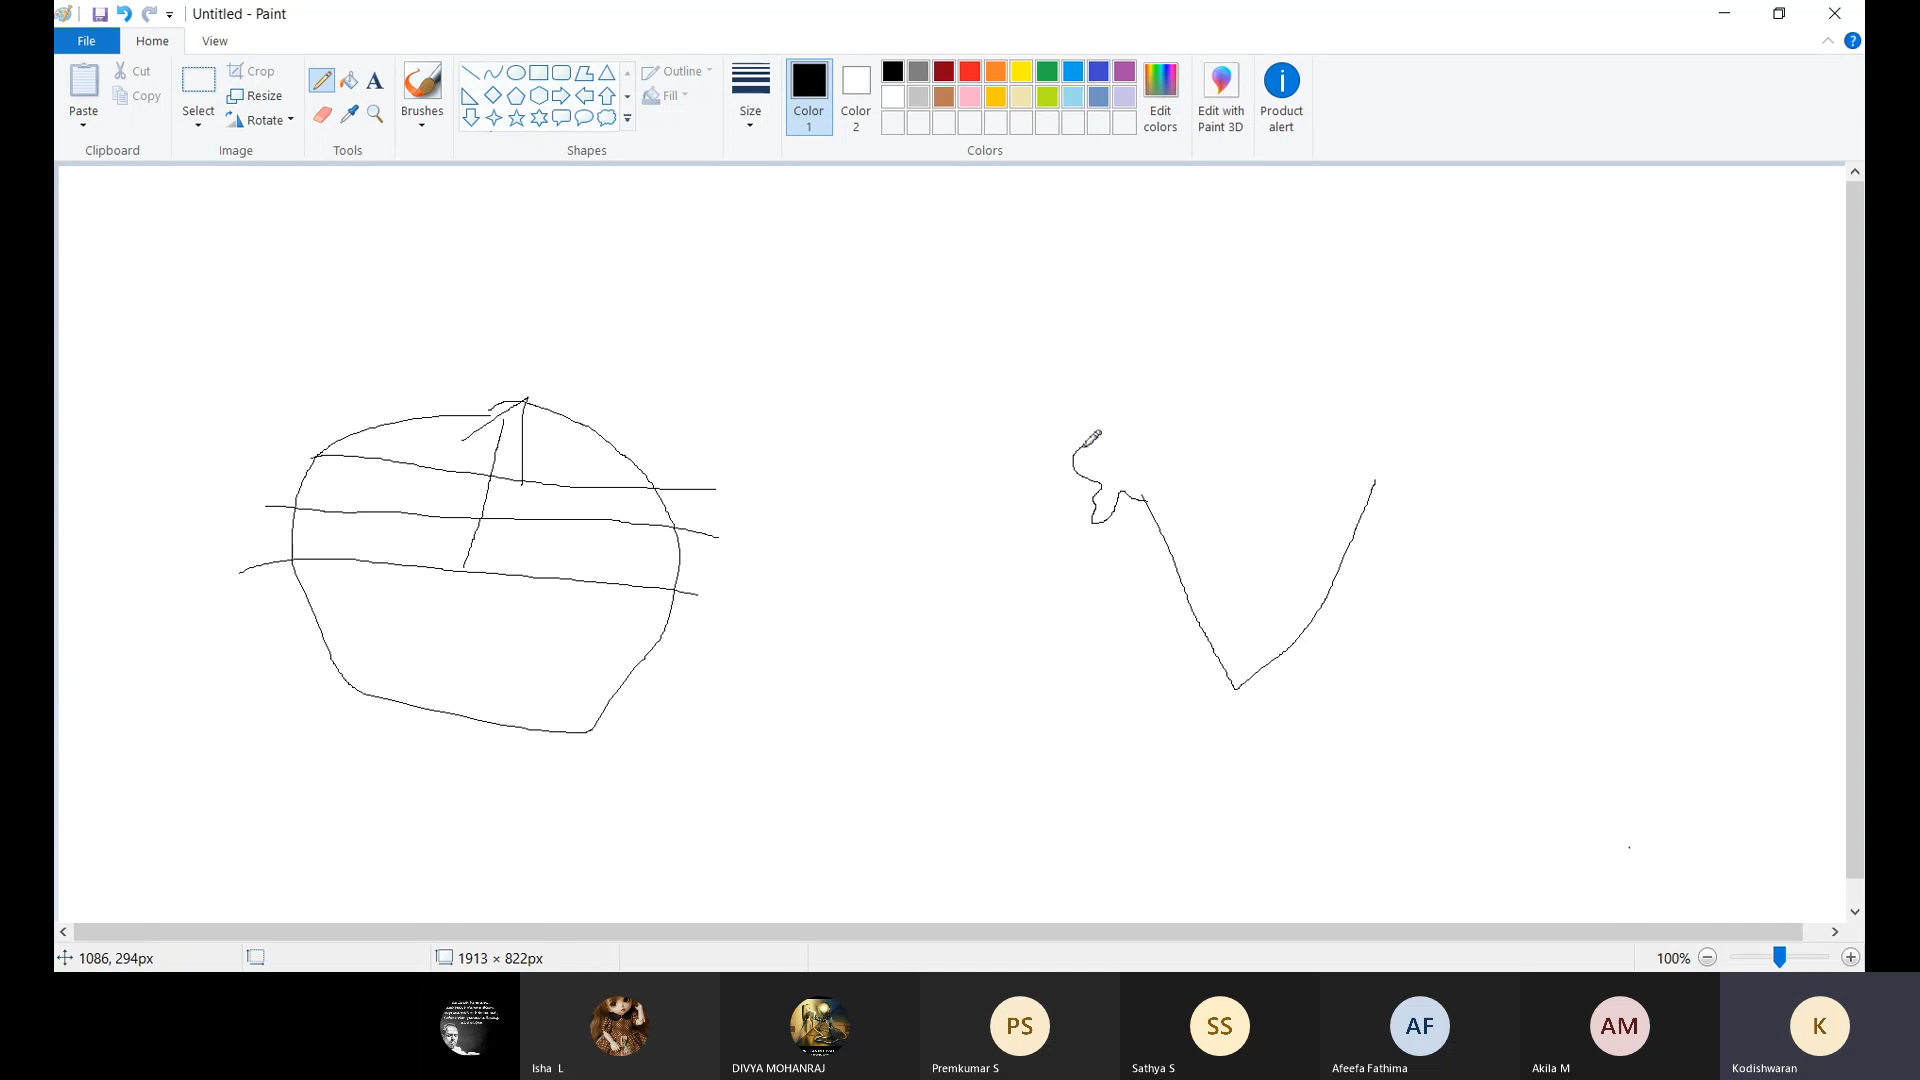 Untitled - Paint
File Home View
Paste
Cut
Copy
Clipboard
Select
Crop
Resize
Rotate
Image
Tools
Brushes
Shapes
Outline
Fill
Size
Color 1
Color 2
Edit colors
Colors
Edit with Paint 3D
Product alert
1086, 294px
1913 × 822px
100%
PS
SS
AF
AM
K
Isha L
DIVYA MOHANRAJ
Premkumar S
Sathya S
Afeefa Fathima
Akila M
Kodishwaran